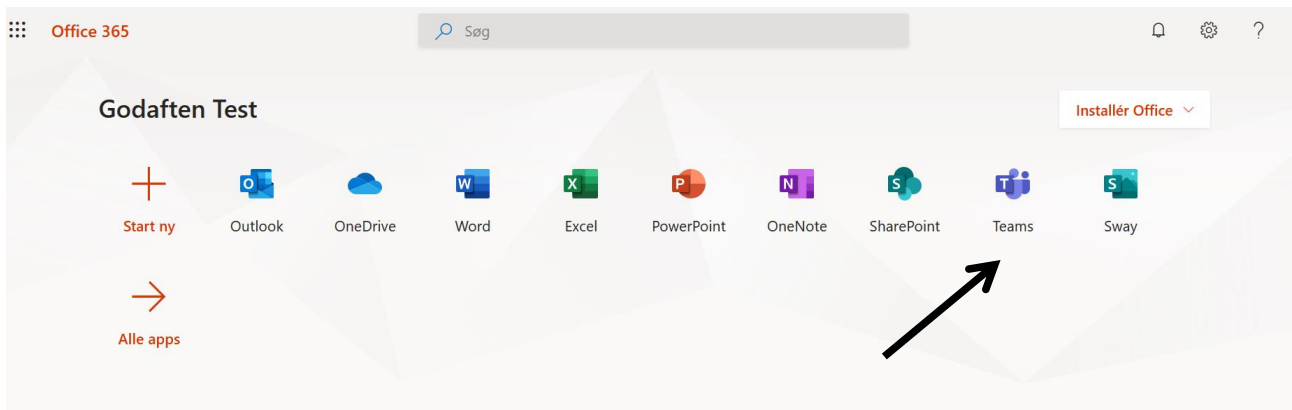 Office 365
Søg
?
Godaften Test
Installér Office
Start ny
Outlook
OneDrive
Word
Excel
PowerPoint
OneNote
SharePoint
Teams
Sway
Alle apps